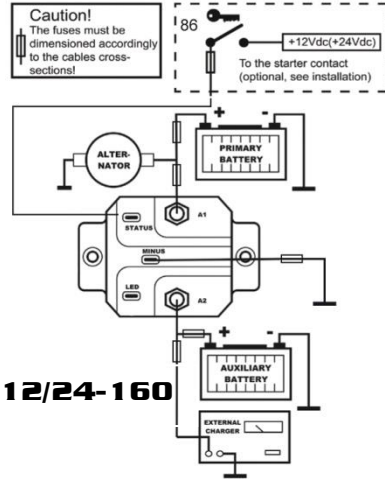 Caution!
The fuses must be
dimensioned accordingly
to the cables cross-
sections!
86
+12Vdc(+24Vdc)
To the starter contact
(optional, see installation)
+ -
PRIMARY
BATTERY
ALTER-
NATOR
A1
STATUS
MINUS
LED
A2
+ -
AUXILIARY
BATTERY
12/24-160
EXTERNAL
CHARGER